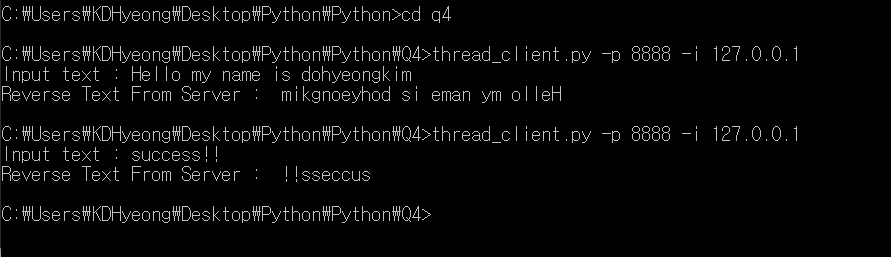 C:₩Users₩KDHyeong₩Desktop₩Python₩Python>cd q4
C:₩Users₩KDHyeong₩Desktop₩Python₩Python₩Q4>thread_client.py -p 8888 -i 127.0.0.1
Input text : Hello my name is dohyeongkim
Reverse Text From Server :  mikgnoeyhod si eman ym olleH
C:₩Users₩KDHyeong₩Desktop₩Python₩Python₩Q4>thread_client.py -p 8888 -i 127.0.0.1
Input text : success!!
Reverse Text From Server :  !!sseccus
C:₩Users₩KDHyeong₩Desktop₩Python₩Python₩Q4>